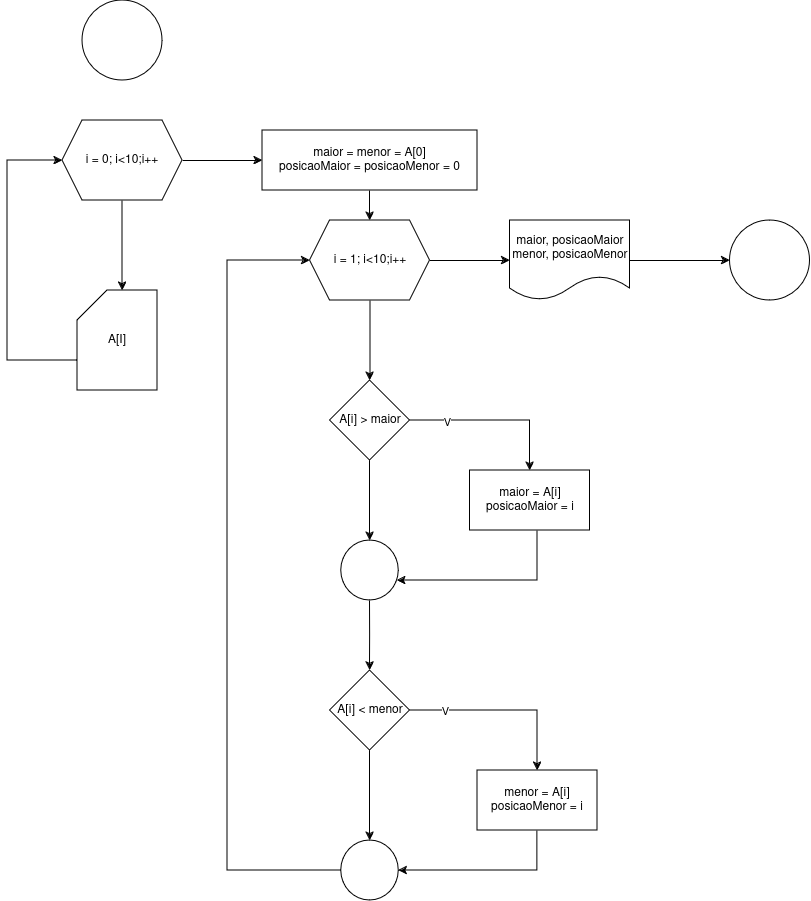 i = 0; i<10;i++
maior = menor = A[0]
posicaoMaior = posicaoMenor = 0
i = 1; i<10;i++
maior, posicaoMaior
menor, posicaoMenor
A[I]
A[i] > maior
V
maior = A[i]
posicaoMaior = i
A[i] < menor
V
menor = A[i]
posicaoMenor = i